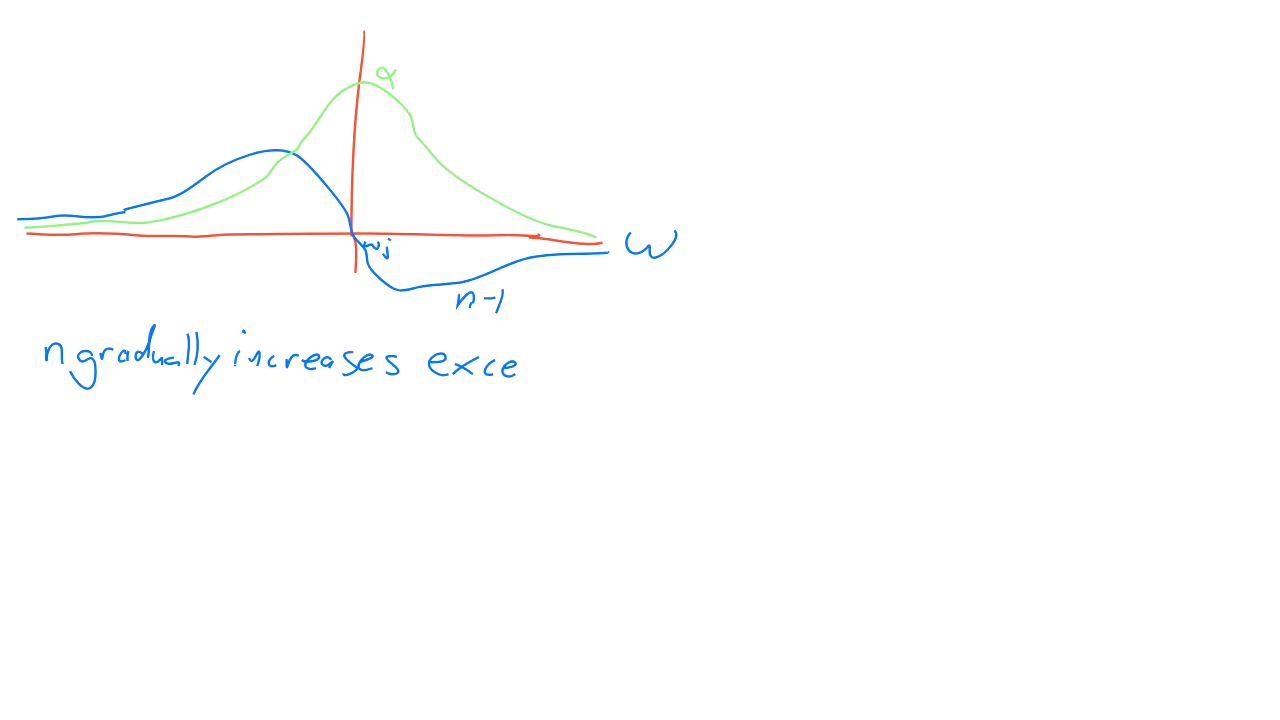 α
ω
ωj
n-1
n gradually increases exce